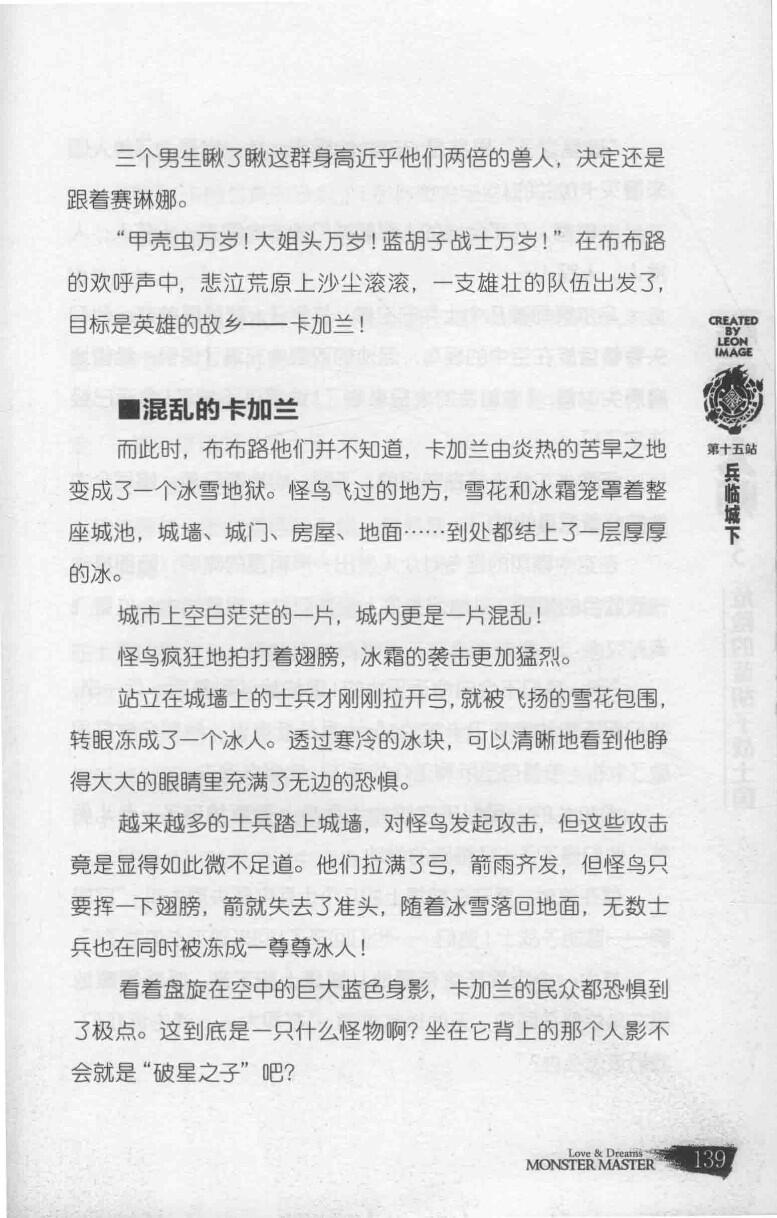 三个男生瞅了瞅这群身高近乎他们两倍的兽人，决定还是
跟着赛琳娜。
“甲壳虫万岁！大姐头万岁！蓝胡子战士万岁！”在布布路
的欢呼声中，悲泣荒原上沙尘滚滚，一支雄壮的队伍出发了，
目标是英雄的故乡——卡加兰！
■混乱的卡加兰
而此时，布布路他们并不知道，卡加兰由炎热的苦旱之地
变成了一个冰雪地狱。怪鸟飞过的地方，雪花和冰霜笼罩着整
座城池，城墙、城门、房屋、地面……到处都结上了一层厚厚
的冰。
城市上空白茫茫的一片，城内更是一片混乱！
怪鸟疯狂地拍打着翅膀，冰霜的袭击更加猛烈。
站立在城墙上的士兵才刚刚拉开弓，就被飞扬的雪花包围，
转眼冻成了一个冰人。透过寒冷的冰块，可以清晰地看到他睁
得大大的眼睛里充满了无边的恐惧。
越来越多的士兵踏上城墙，对怪鸟发起攻击，但这些攻击
竟是显得如此微不足道。他们拉满了弓，箭雨齐发，但怪鸟只
要挥一下翅膀，箭就失去了准头，随着冰雪落回地面，无数士
兵也在同时被冻成一尊尊冰人！
看着盘旋在空中的巨大蓝色身影，卡加兰的民众都恐惧到
了极点。这到底是一只什么怪物啊？坐在它背上的那个人影不
会就是“破星之子”吧？
CREATED
BY
LEON
IMAGE
第十五站
兵临城下
Love & Dreams
MONSTER MASTER
139